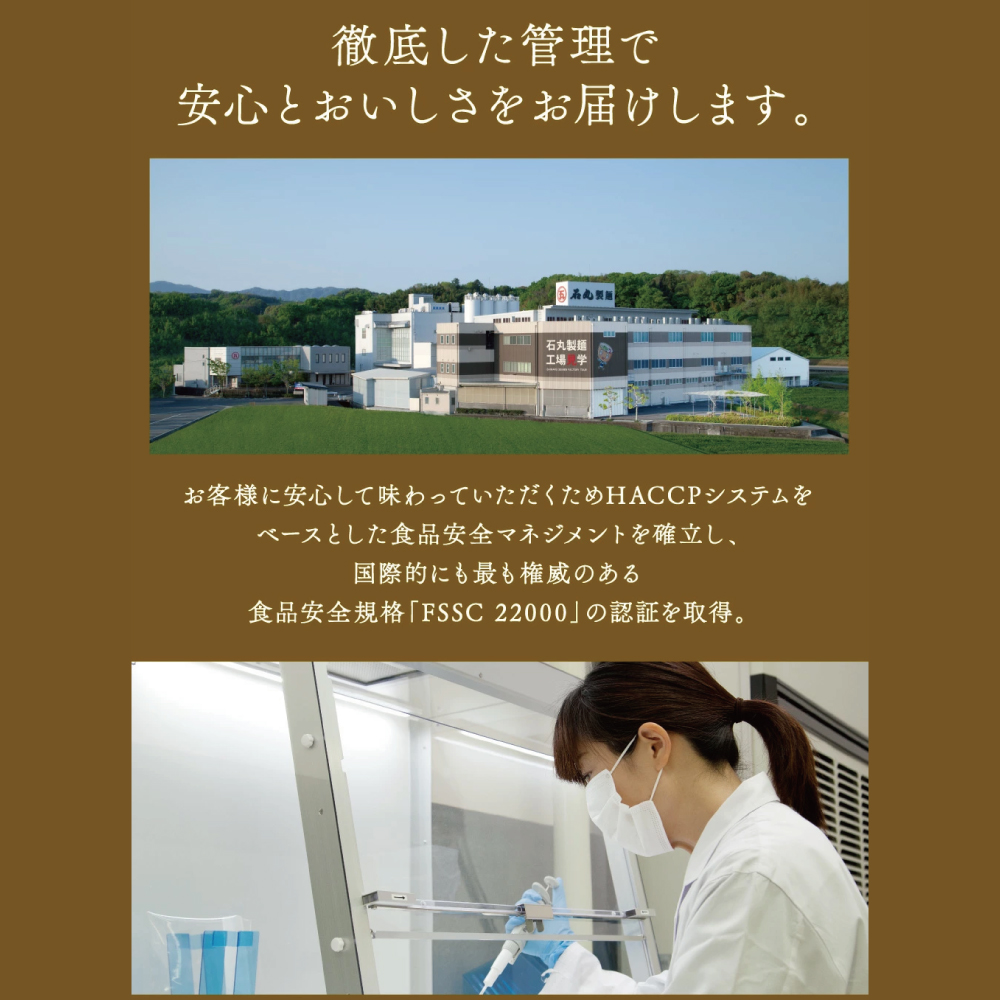 徹底した管理で
安心とおいしさをお届けします。
石丸製麺
石丸製麺
工場見学
お客様に安心して味わっていただくためHACCPシステムを
ベースとした食品安全マネジメントを確立し、
国際的にも最も権威のある
食品安全規格「FSSC 22000」の認証を取得。